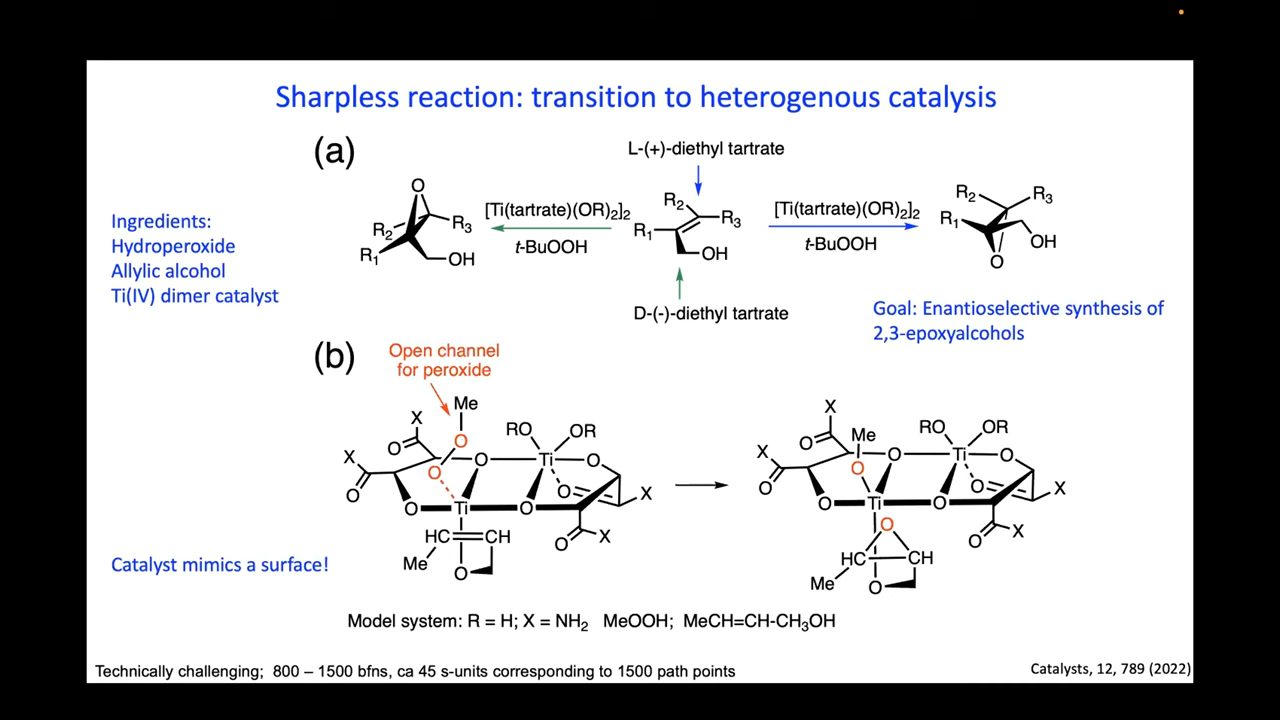 Sharpless reaction: transition to heterogenous catalysis
(a)
L-(+)-diethyl tartrate
Ingredients:
Hydroperoxide
Allylic alcohol
Ti(IV) dimer catalyst
O
R2
R3
R1
OH
[Ti(tartrate)(OR)2]2
t-BuOOH
R2
R3
R1
OH
[Ti(tartrate)(OR)2]2
t-BuOOH
R2
R3
R1
OH
O
D-(-)-diethyl tartrate
Goal: Enantioselective synthesis of
2,3-epoxyalcohols
(b)
Open channel
for peroxide
Me
X
O
O
RO
OR
X
O
O
Ti
O
O
O
X
O
Ti
O
HC
CH
O
X
Me
O
X
Me
RO
OR
O
X
O
O
Ti
O
O
O
X
O
Ti
O
O
X
O
HC
CH
Me
O
Catalyst mimics a surface!
Model system: R = H; X = NH2 MeOOH; MeCH=CH-CH3OH
Technically challenging; 800 – 1500 bfns, ca 45 s-units corresponding to 1500 path points
Catalysts, 12, 789 (2022)